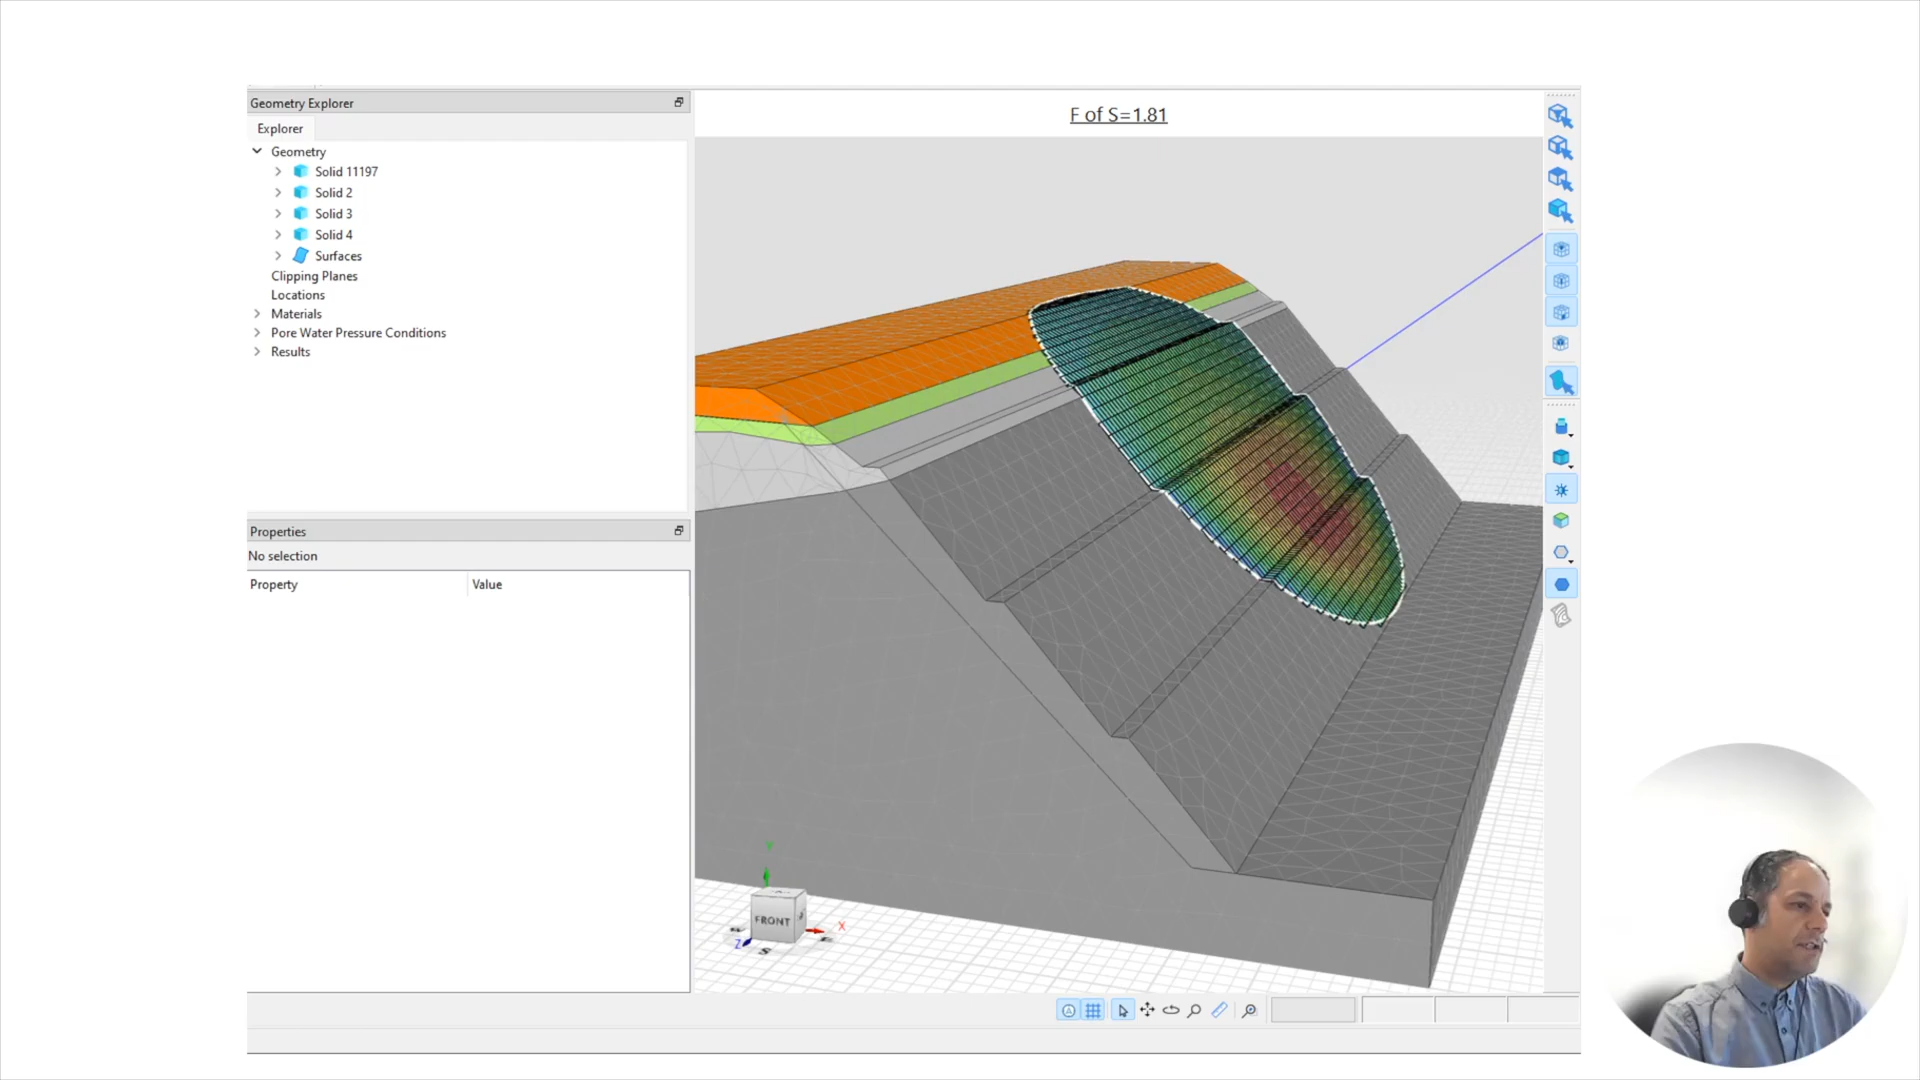 Geometry Explorer
Explorer
Geometry
Solid 11197
Solid 2
Solid 3
Solid 4
Surfaces
Clipping Planes
Locations
Materials
Pore Water Pressure Conditions
Results
Properties
No selection
Property Value
F of S=1.81
Y
FRONT
X
Z
S